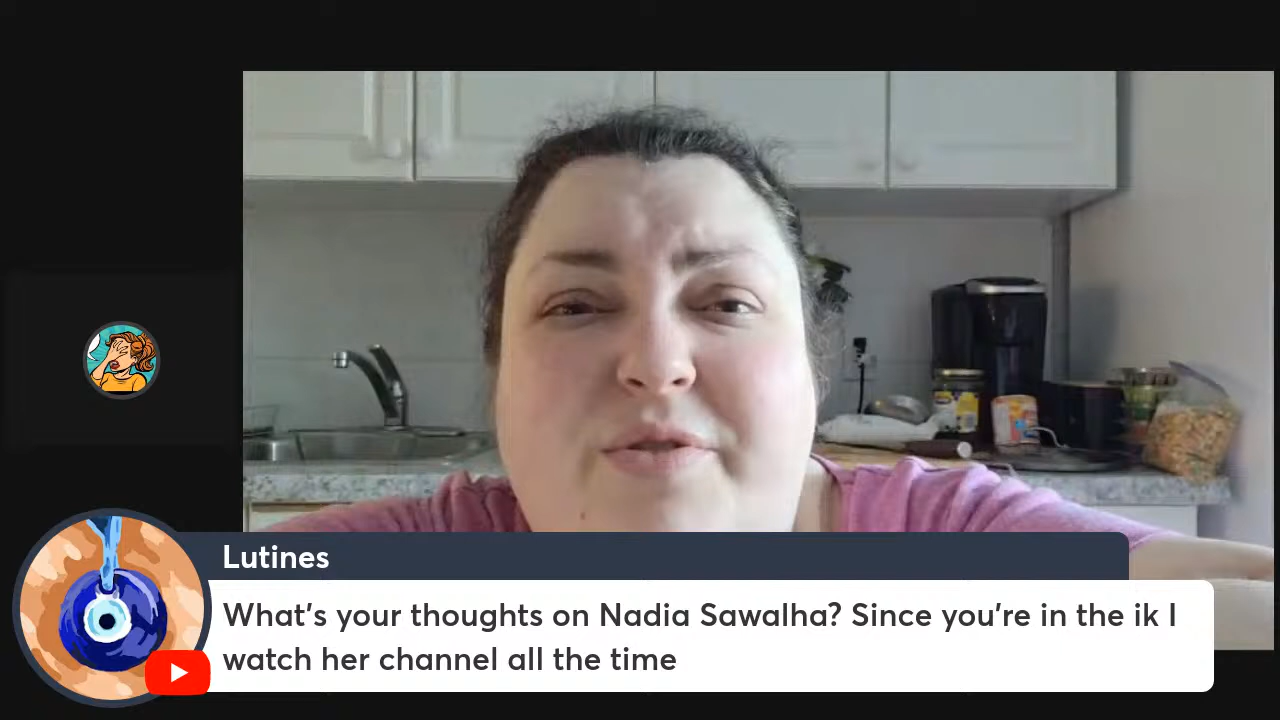 Lutines
What's your thoughts on Nadia Sawalha? Since you're in the ik I
watch her channel all the time